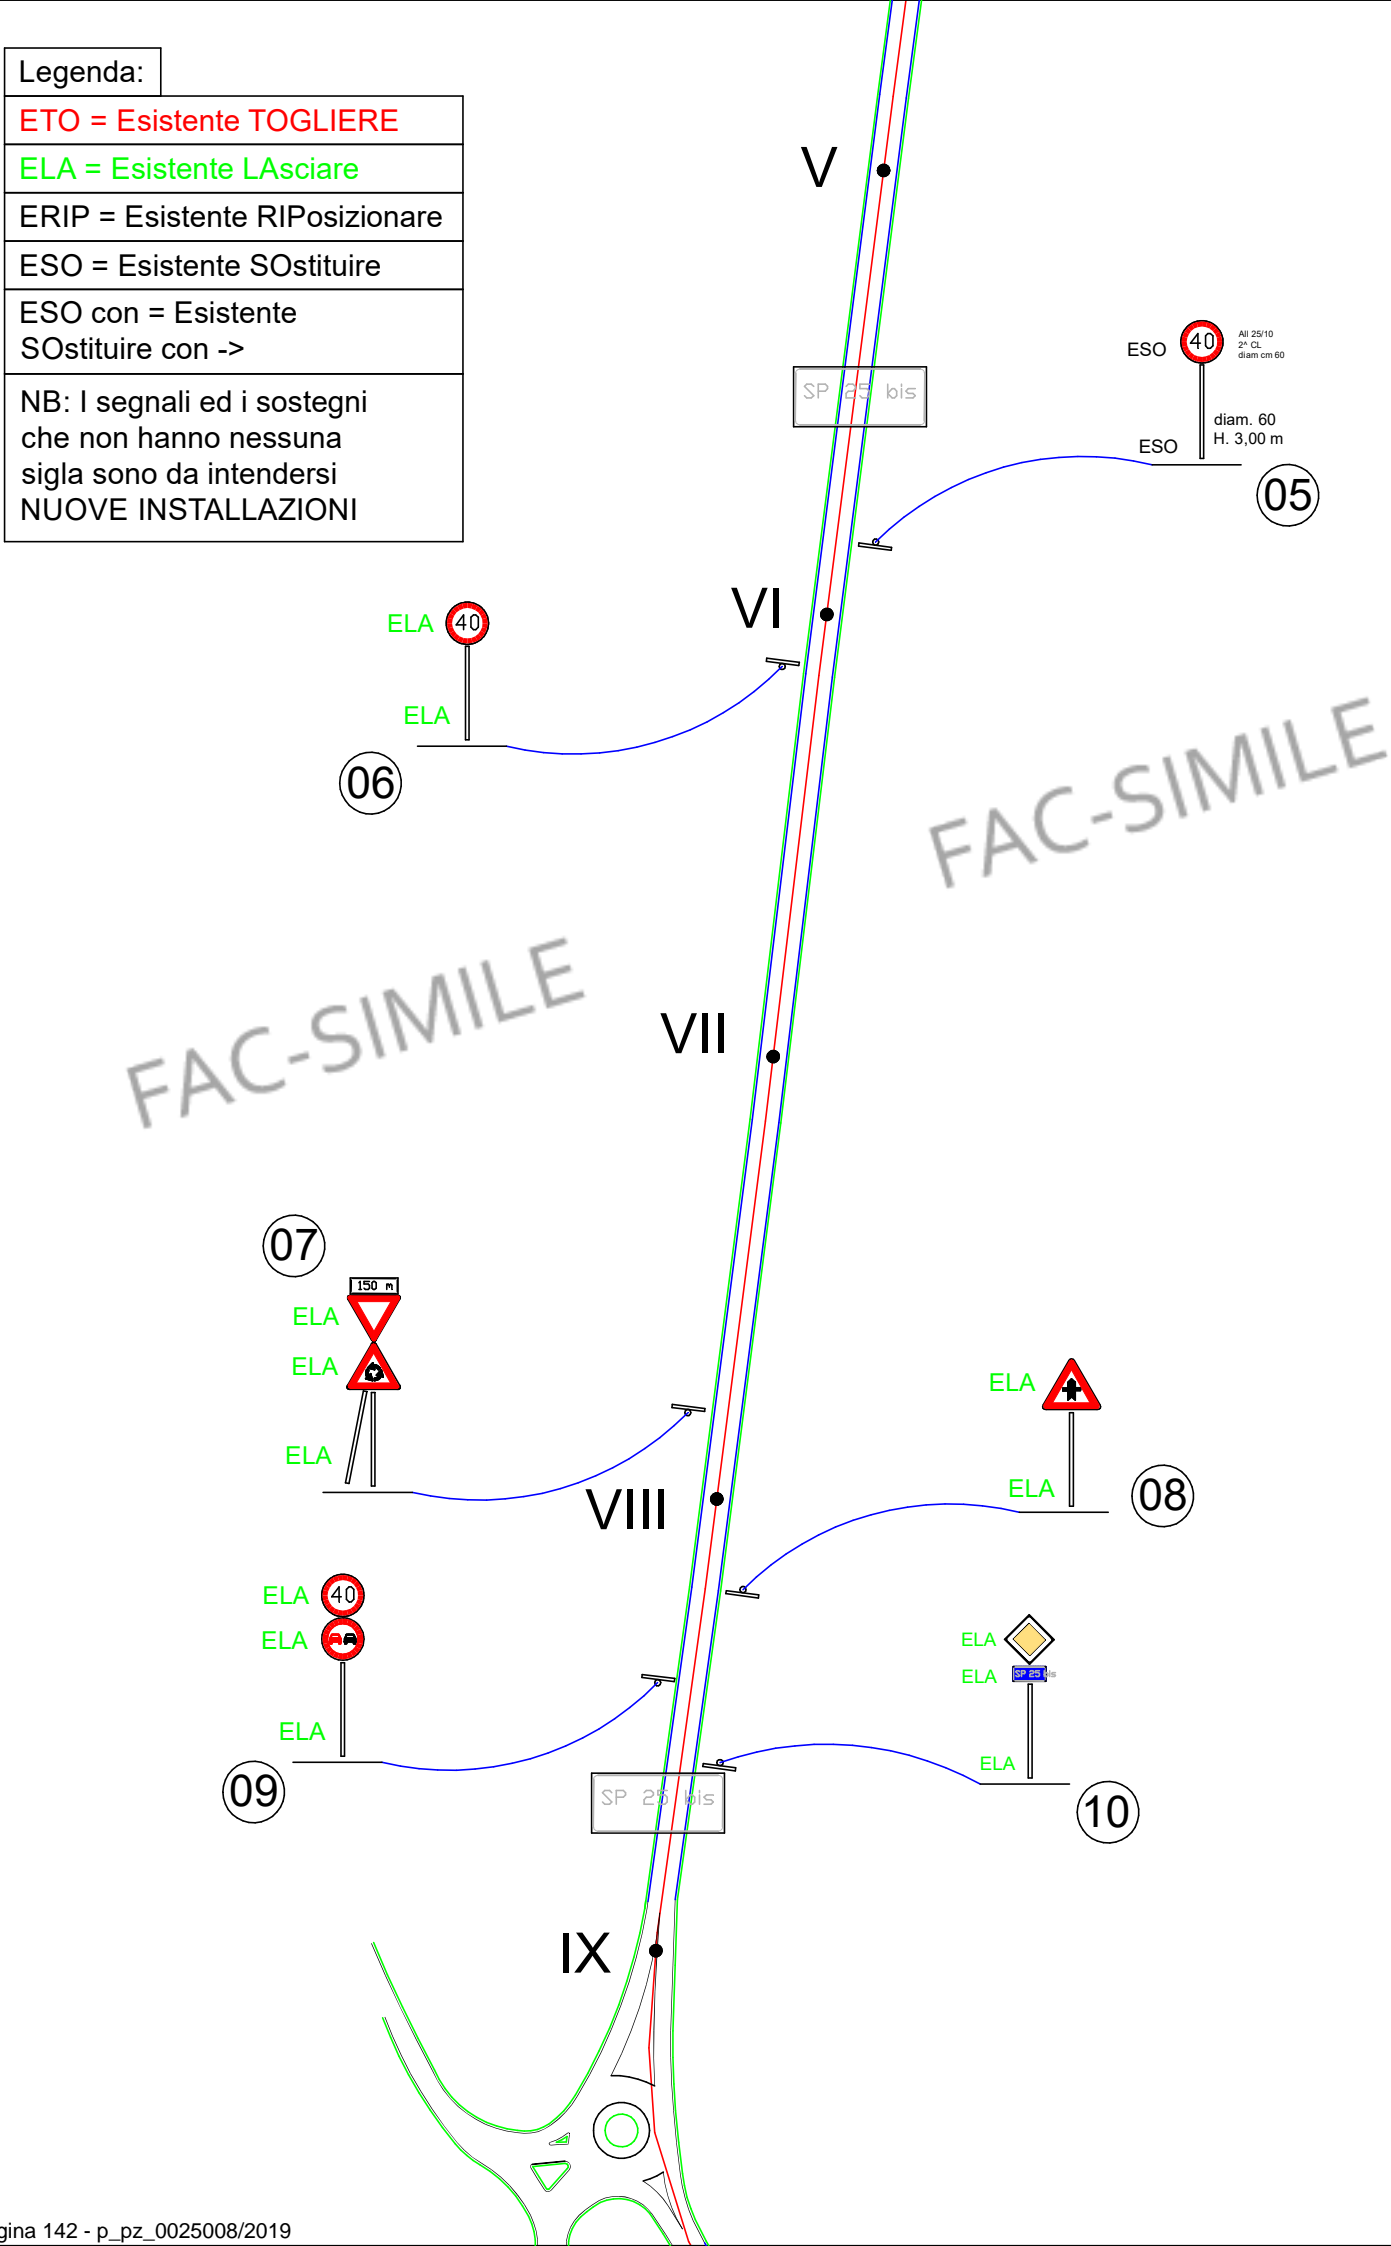 Legenda:
ETO = Esistente TOGLIERE
ELA = Esistente LAsciare
ERIP = Esistente RIPosizionare
ESO = Esistente SOstituire
ESO con = Esistente
SOstituire con ->
NB: I segnali ed i sostegni
che non hanno nessuna
sigla sono da intendersi
NUOVE INSTALLAZIONI
V
SP 25 bis
ESO
40
All 25/10
2^ CL
diam cm 60
diam. 60
H. 3,00 m
ESO
05
VI
ELA
40
ELA
06
FAC-SIMILE
FAC-SIMILE
VII
07
150 m
ELA
ELA
ELA
VIII
ELA
ELA
08
ELA
40
ELA
ELA
09
ELA
ELA
SP 25 bis
ELA
10
SP 25 bis
IX
gina 142 - p_pz_0025008/2019